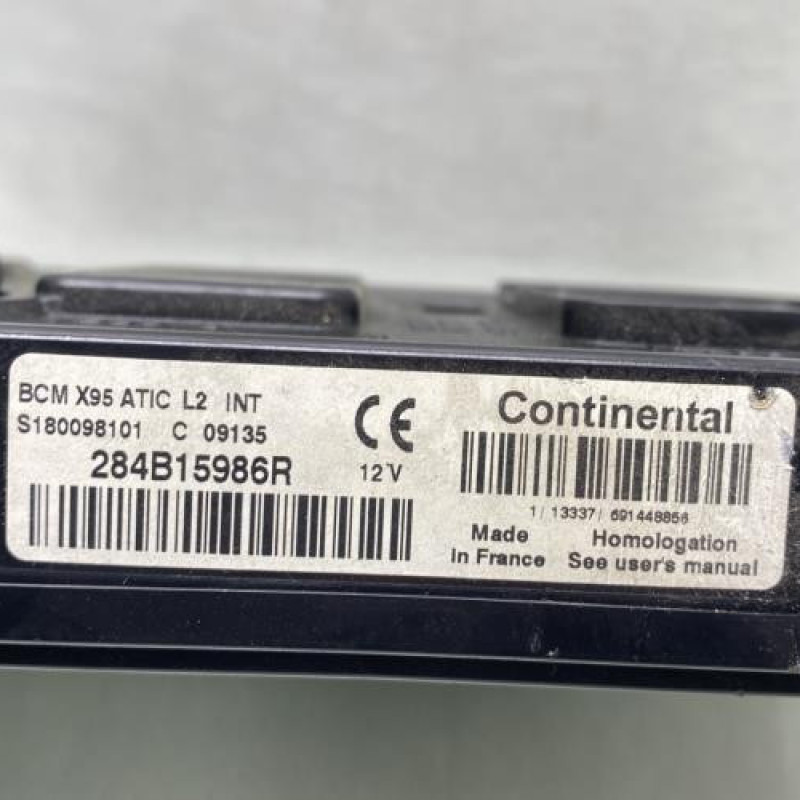 BCM X95 ATIC L2 INT
S180098101 C 09135
284B15986R
CE
12V
Continental
1/ 13337/ 691448856
Made
in France
Homologation
See user's manual